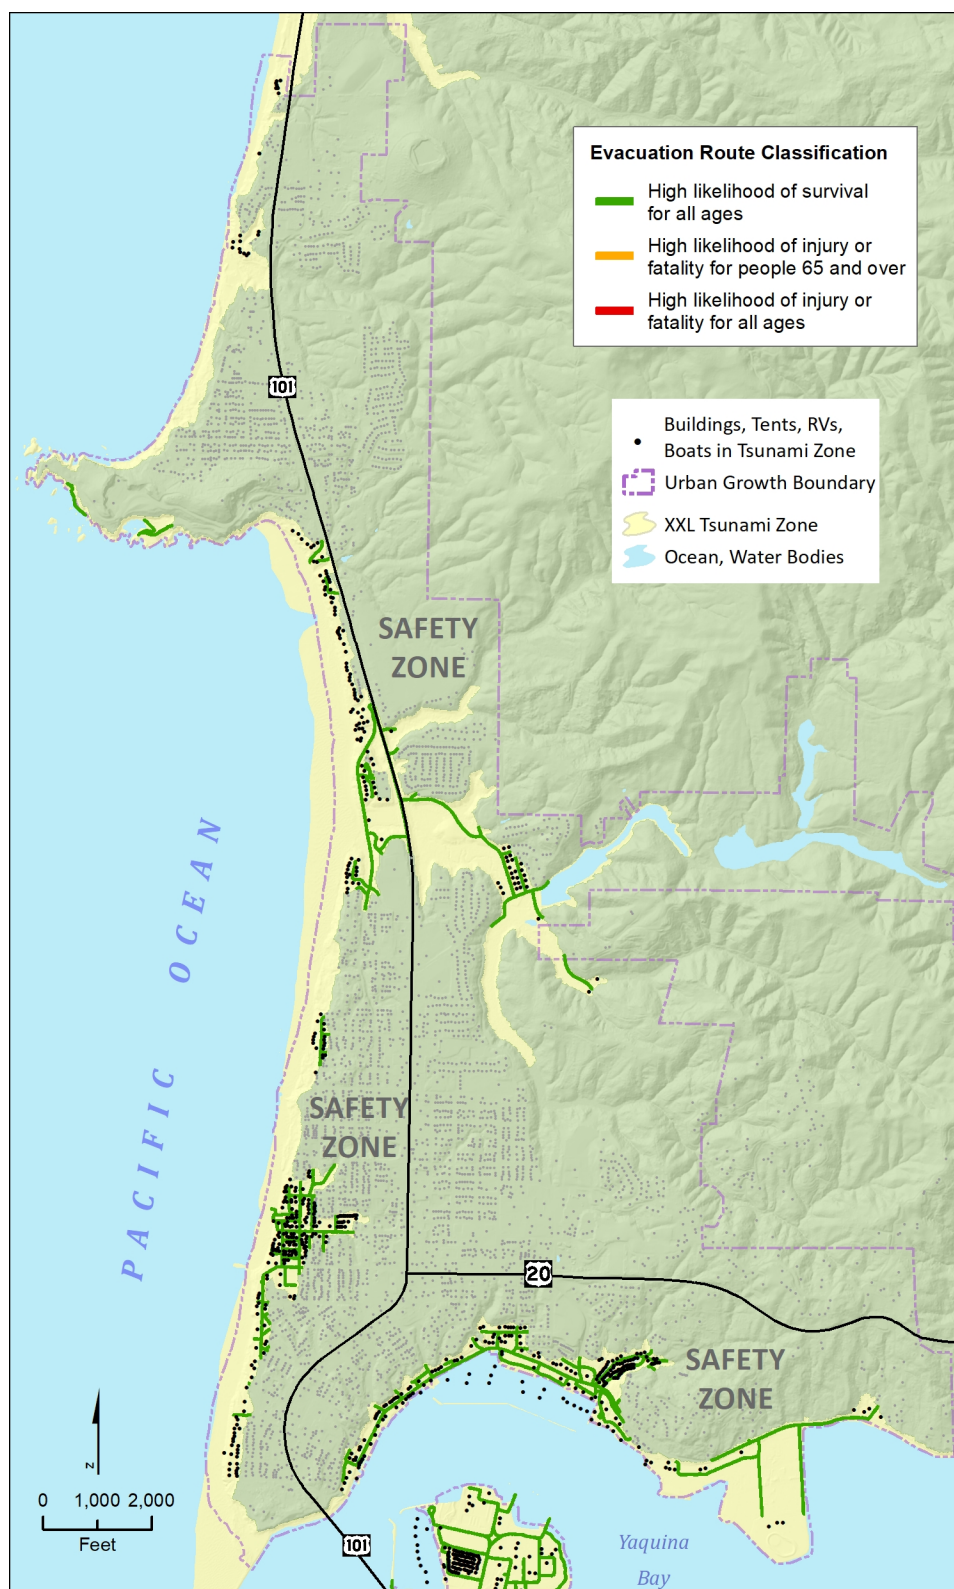 Evacuation Route Classification
High likelihood of survival
for all ages
High likelihood of injury or
fatality for people 65 and over
High likelihood of injury or
fatality for all ages
101
Buildings, Tents, RVs,
Boats in Tsunami Zone
Urban Growth Boundary
XXL Tsunami Zone
Ocean, Water Bodies
SAFETY
ZONE
PACIFIC OCEAN
SAFETY
ZONE
20
SAFETY
ZONE
N
0 1,000 2,000
Feet
101
Yaquina
Bay